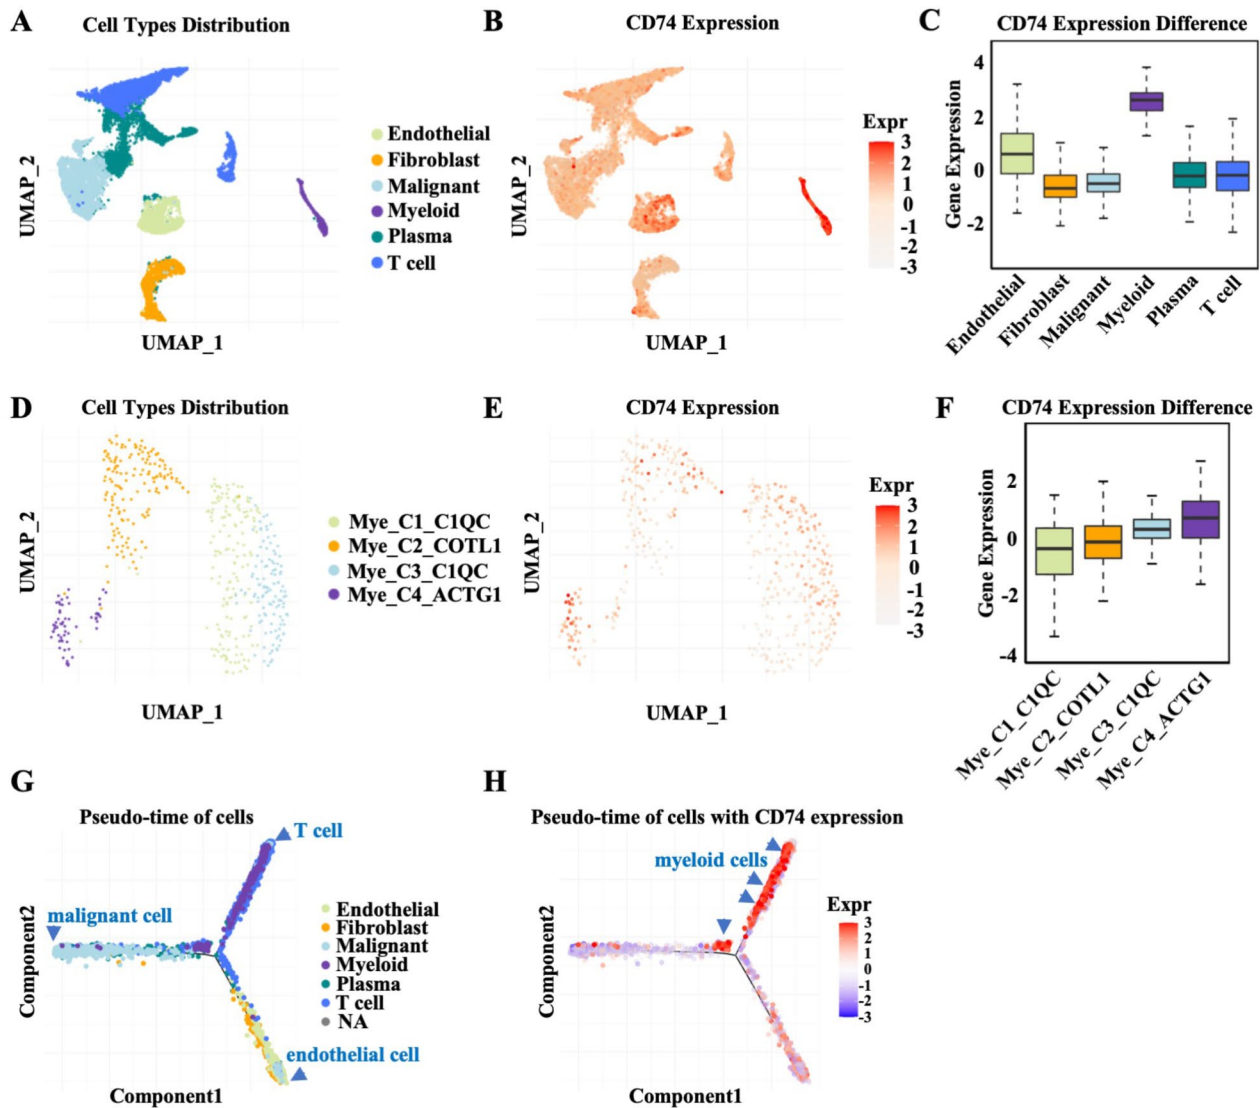 A
Cell Types Distribution
UMAP_2
UMAP_1
Endothelial
Fibroblast
Malignant
Myeloid
Plasma
T cell
B
CD74 Expression
UMAP_2
UMAP_1
Expr
3
2
1
0
-1
-2
-3
C
CD74 Expression Difference
Gene Expression
4
2
0
-2
Endothelial
Fibroblast
Malignant
Myeloid
Plasma
T cell
D
Cell Types Distribution
UMAP_2
UMAP_1
Mye_C1_C1QC
Mye_C2_COTL1
Mye_C3_C1QC
Mye_C4_ACTG1
E
CD74 Expression
UMAP_2
UMAP_1
Expr
3
2
1
0
-1
-2
-3
F
CD74 Expression Difference
Gene Expression
2
0
-2
-4
Mye_C1_C1QC
Mye_C2_COTL1
Mye_C3_C1QC
Mye_C4_ACTG1
G
Pseudo-time of cells
T cell
malignant cell
endothelial cell
Component2
Component1
Endothelial
Fibroblast
Malignant
Myeloid
Plasma
T cell
NA
H
Pseudo-time of cells with CD74 expression
myeloid cells
Component2
Component1
Expr
3
2
1
0
-1
-2
-3